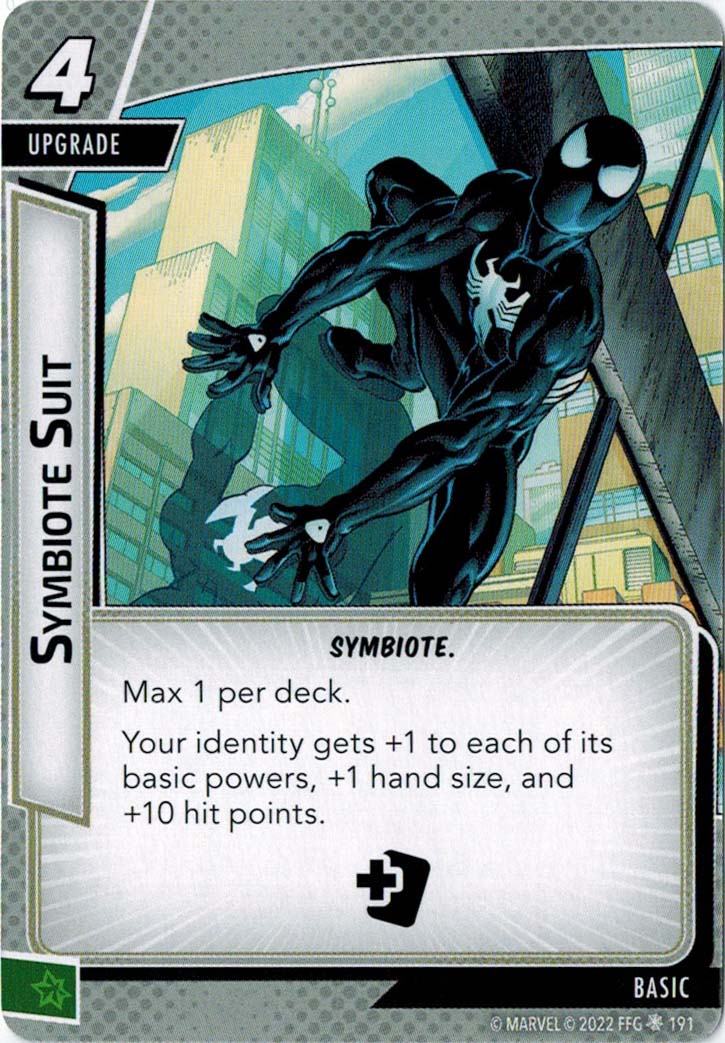 4
UPGRADE
SYMBIOTE SUIT
SYMBIOTE.
Max 1 per deck.
Your identity gets +1 to each of its
basic powers, +1 hand size, and
+10 hit points.
BASIC
© MARVEL © 2022 FFG 191